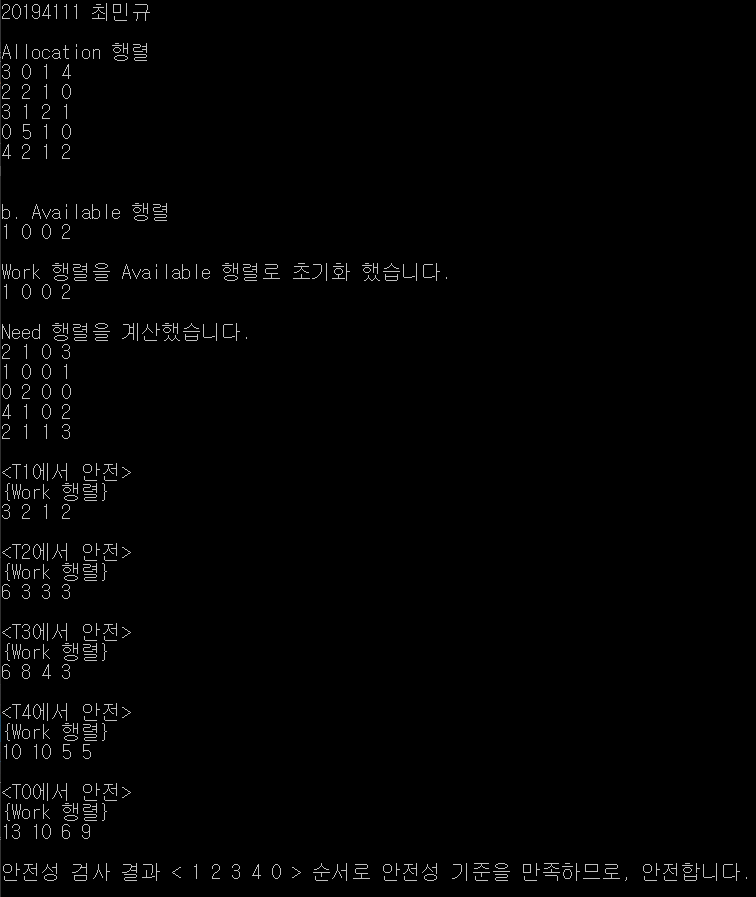 20194111 최민규
Allocation 행렬
3 0 1 4
2 2 1 0
3 1 2 1
0 5 1 0
4 2 1 2
b. Available 행렬
1 0 0 2
Work 행렬을 Available 행렬로 초기화 했습니다.
1 0 0 2
Need 행렬을 계산했습니다.
2 1 0 3
1 0 0 1
0 2 0 0
4 1 0 2
2 1 1 3
<T1에서 안전>
{Work 행렬}
3 2 1 2
<T2에서 안전>
{Work 행렬}
6 3 3 3
<T3에서 안전>
{Work 행렬}
6 8 4 3
<T4에서 안전>
{Work 행렬}
10 10 5 5
<T0에서 안전>
{Work 행렬}
13 10 6 9
안전성 검사 결과 < 1 2 3 4 0 > 순서로 안전성 기준을 만족하므로, 안전합니다.